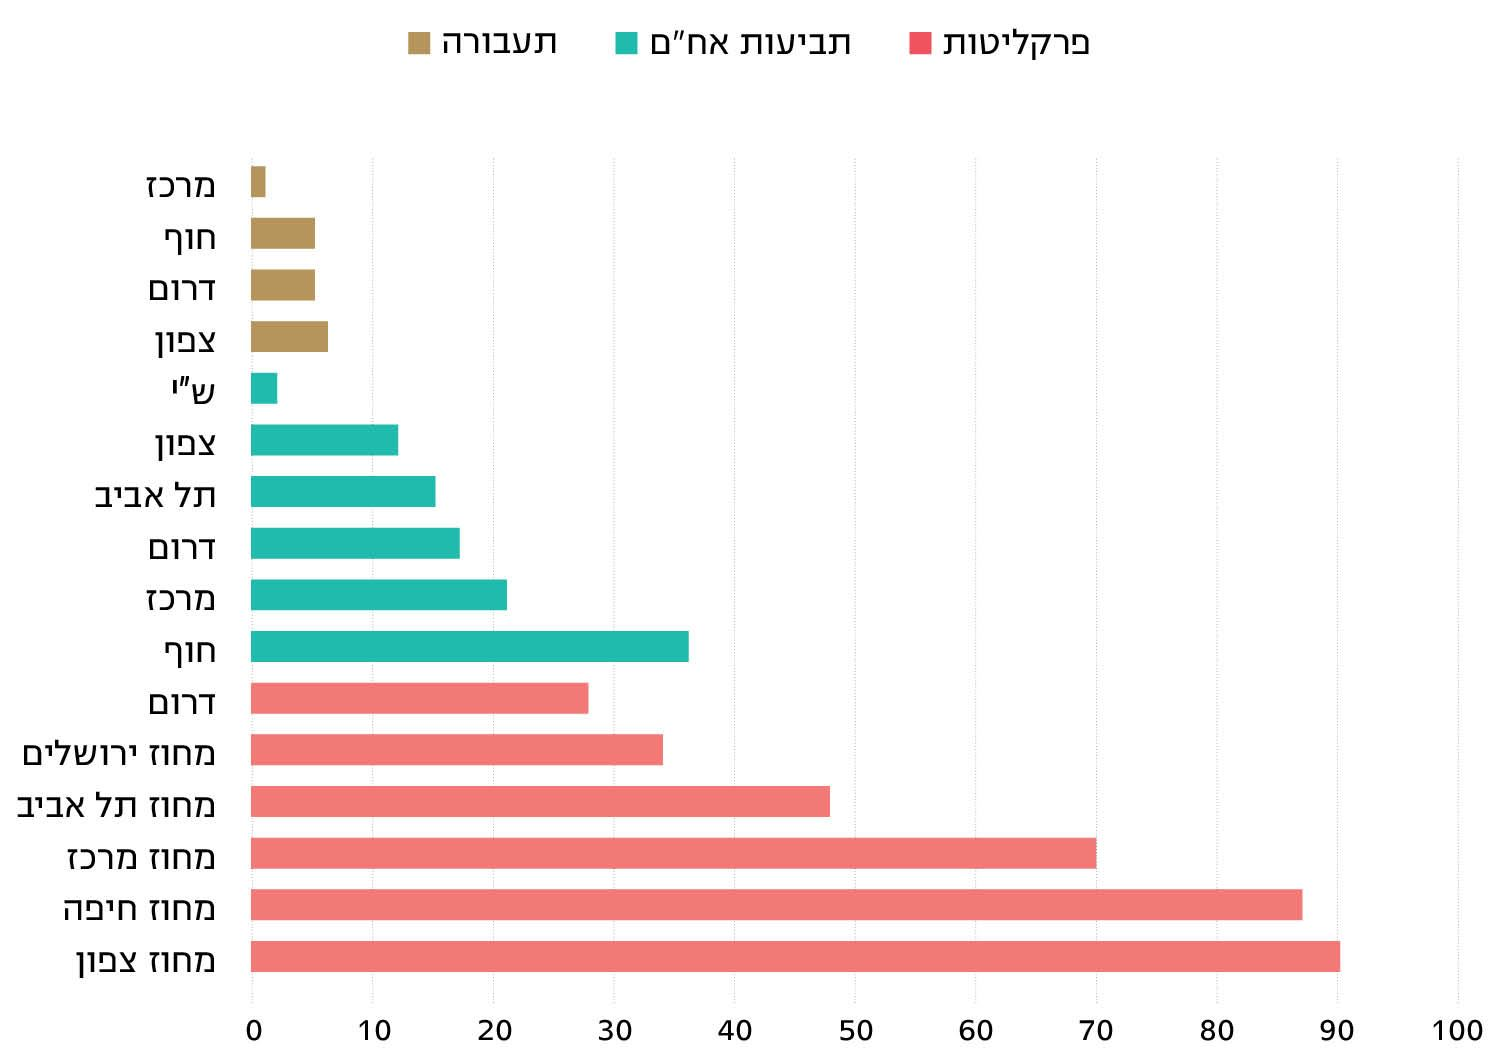 פרקליטות תביעות אח"ם תעבורה
מרכז
חוף
דרום
צפון
ש"י
צפון
תל אביב
דרום
מרכז
חוף
דרום
מחוז ירושלים
מחוז תל אביב
מחוז מרכז
מחוז חיפה
מחוז צפון
0 10 20 30 40 50 60 70 80 90 100